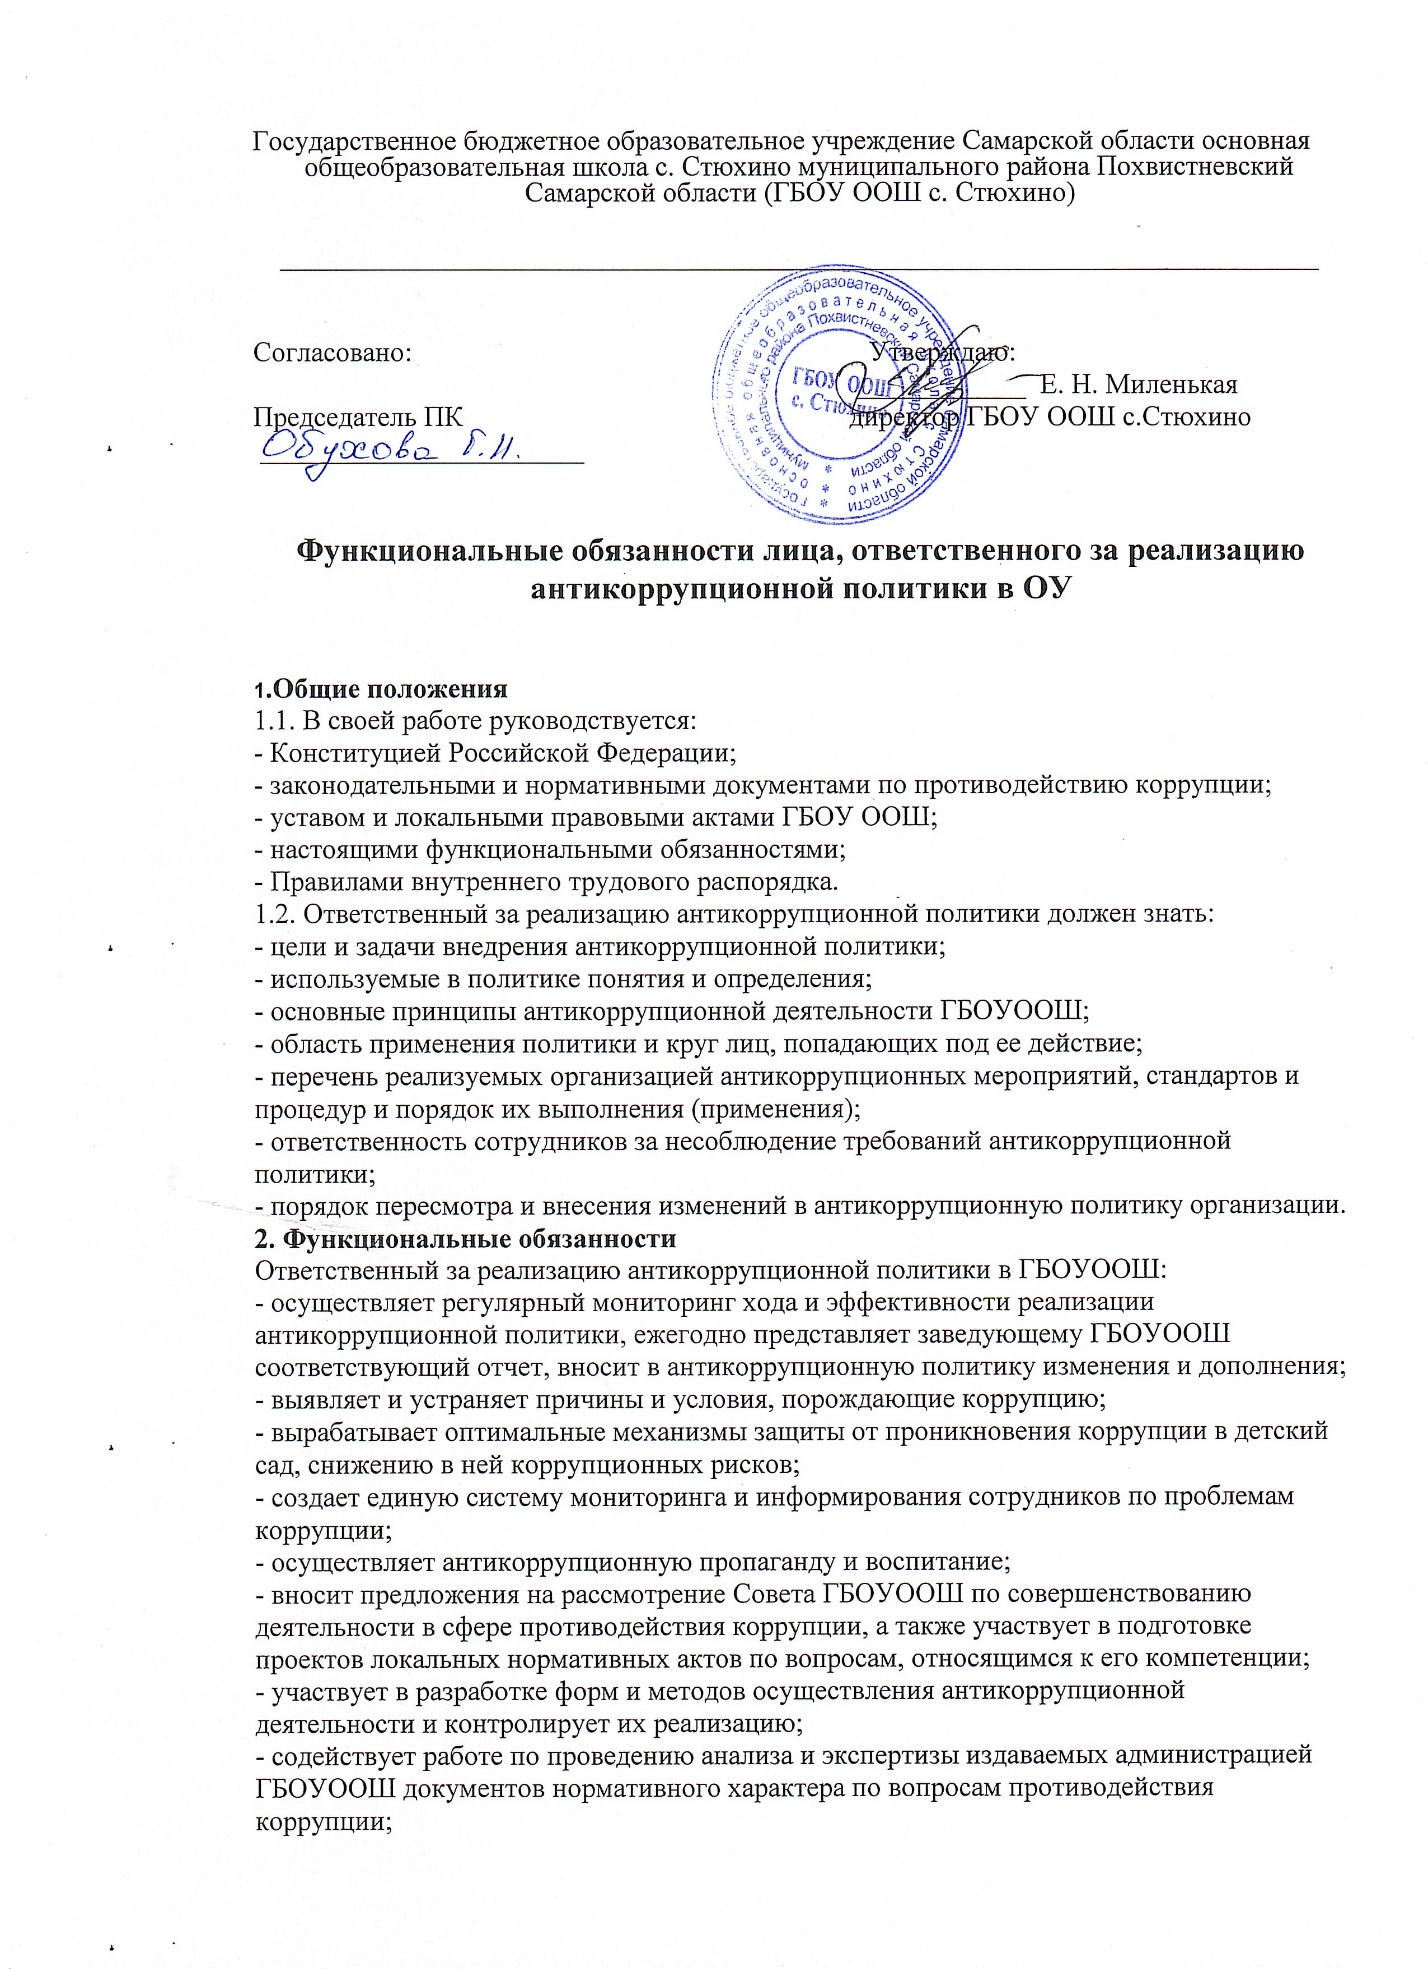 Государственное бюджетное образовательное учреждение Самарской области основная
общеобразовательная школа с. Стюхино муниципального района Похвистневский
Самарской области (ГБОУ ООШ с. Стюхино)
Согласовано: Утверждаю:
Е. Н. Миленькая
Председатель ПК директор ГБОУ ООШ с.Стюхино
Обухова Г.Н.
ГБОУ ООШ
с. Стюхино
Функциональные обязанности лица, ответственного за реализацию
антикоррупционной политики в ОУ
1.Общие положения
1.1. В своей работе руководствуется:
- Конституцией Российской Федерации;
- законодательными и нормативными документами по противодействию коррупции;
- уставом и локальными правовыми актами ГБОУ ООШ;
- настоящими функциональными обязанностями;
- Правилами внутреннего трудового распорядка.
1.2. Ответственный за реализацию антикоррупционной политики должен знать:
- цели и задачи внедрения антикоррупционной политики;
- используемые в политике понятия и определения;
- основные принципы антикоррупционной деятельности ГБОУООШ;
- область применения политики и круг лиц, попадающих под ее действие;
- перечень реализуемых организацией антикоррупционных мероприятий, стандартов и
процедур и порядок их выполнения (применения);
- ответственность сотрудников за несоблюдение требований антикоррупционной
политики;
- порядок пересмотра и внесения изменений в антикоррупционную политику организации.
2. Функциональные обязанности
Ответственный за реализацию антикоррупционной политики в ГБОУООШ:
- осуществляет регулярный мониторинг хода и эффективности реализации
антикоррупционной политики, ежегодно представляет заведующему ГБОУООШ
соответствующий отчет, вносит в антикоррупционную политику изменения и дополнения;
- выявляет и устраняет причины и условия, порождающие коррупцию;
- вырабатывает оптимальные механизмы защиты от проникновения коррупции в детский
сад, снижению в ней коррупционных рисков;
- создает единую систему мониторинга и информирования сотрудников по проблемам
коррупции;
- осуществляет антикоррупционную пропаганду и воспитание;
- вносит предложения на рассмотрение Совета ГБОУООШ по совершенствованию
деятельности в сфере противодействия коррупции, а также участвует в подготовке
проектов локальных нормативных актов по вопросам, относящимся к его компетенции;
- участвует в разработке форм и методов осуществления антикоррупционной
деятельности и контролирует их реализацию;
- содействует работе по проведению анализа и экспертизы издаваемых администрацией
ГБОУООШ документов нормативного характера по вопросам противодействия
коррупции;